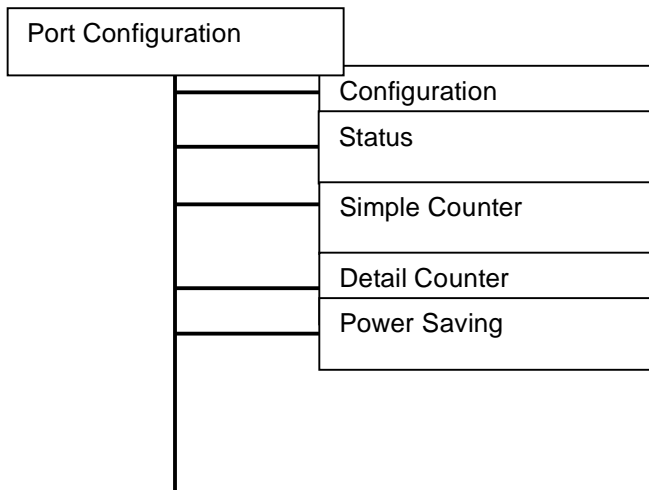 Port Configuration
Configuration
Status
Simple Counter
Detail Counter
Power Saving